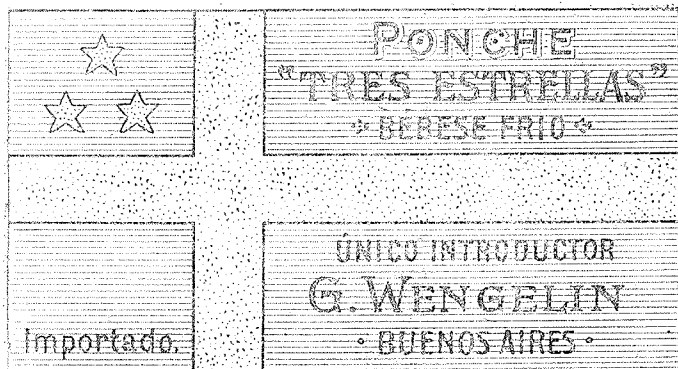 PONCHE
"TRES ESTRELLAS"
BEBESE FRIO
ÚNICO INTRODUCTOR
G. WENGELIN
· BUENOS AIRES ·
Importado.